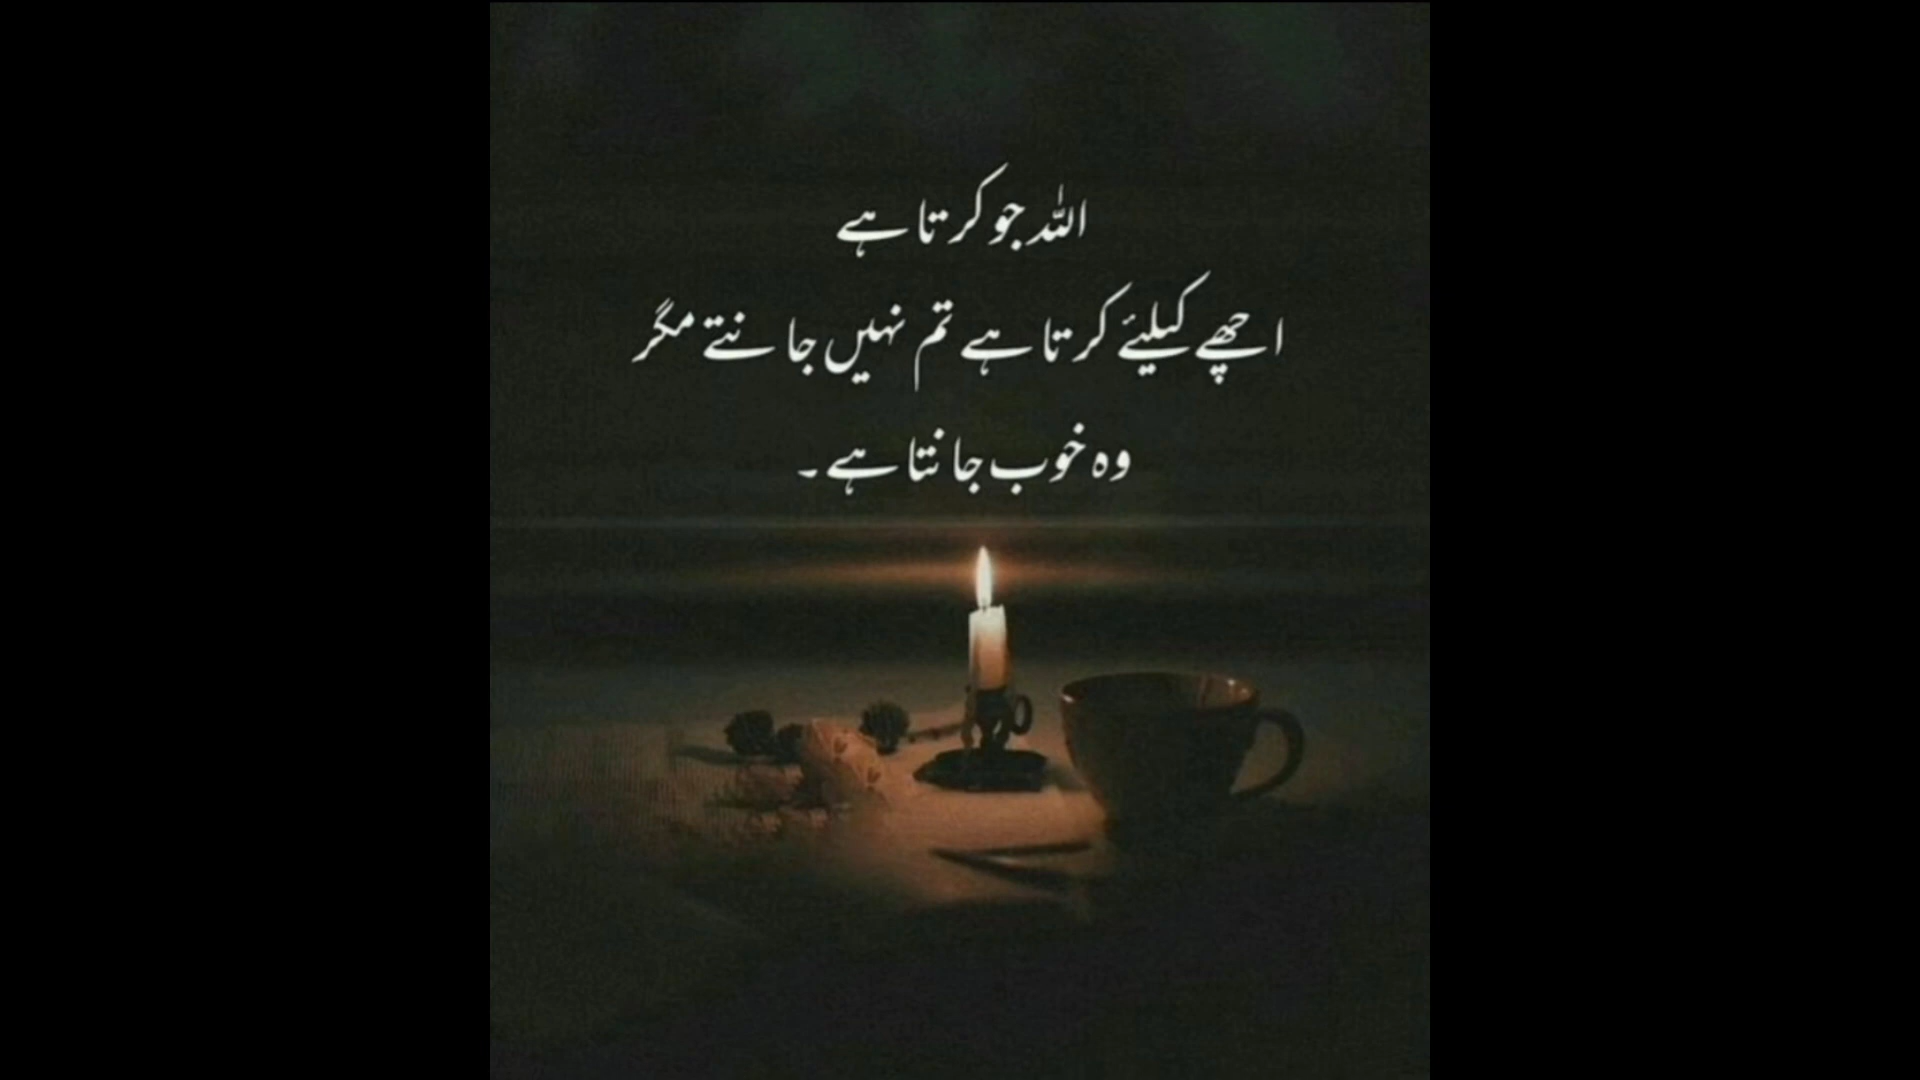 اللہ جو کرتا ہے
اچھے کیلیئے کرتا ہے تم نہیں جانتے مگر
وہ خوب جانتا ہے۔